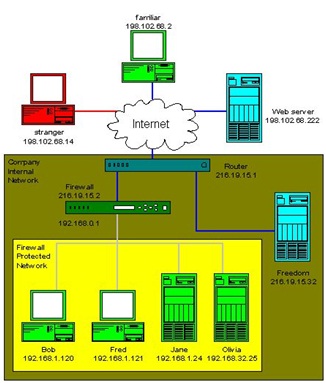 familiar
198.102.68.2
stranger
198.102.68.14
Internet
Web server
198.102.68.222
Company
Internal
Network
Router
216.19.15.1
Firewall
216.19.15.2
192.168.0.1
Freedom
216.19.15.32
Firewall
Protected
Network
Bob
192.168.1.120
Fred
192.168.1.121
Jane
192.168.1.24
Olivia
192.168.32.25